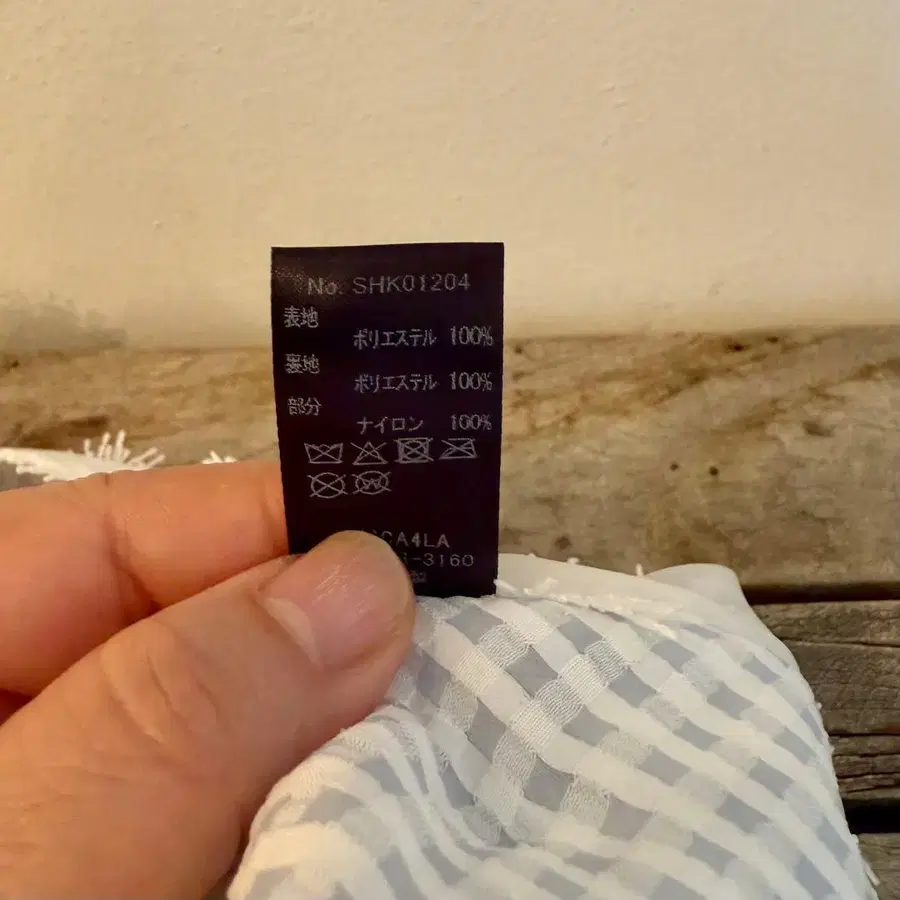 No. SHK01204
表地
ポリエステル 100%
裏地
ポリエステル 100%
部分
ナイロン 100%
CA4LA
-3160